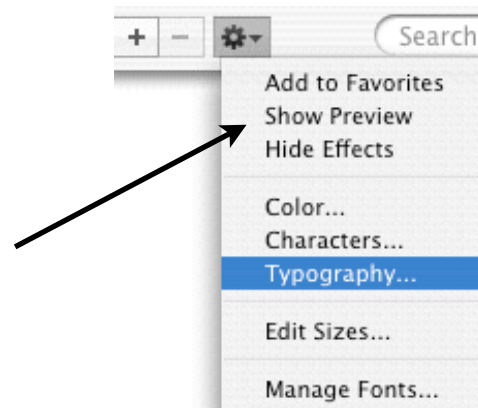 + −
Search
Add to Favorites
Show Preview
Hide Effects
Color...
Characters...
Typography...
Edit Sizes...
Manage Fonts...